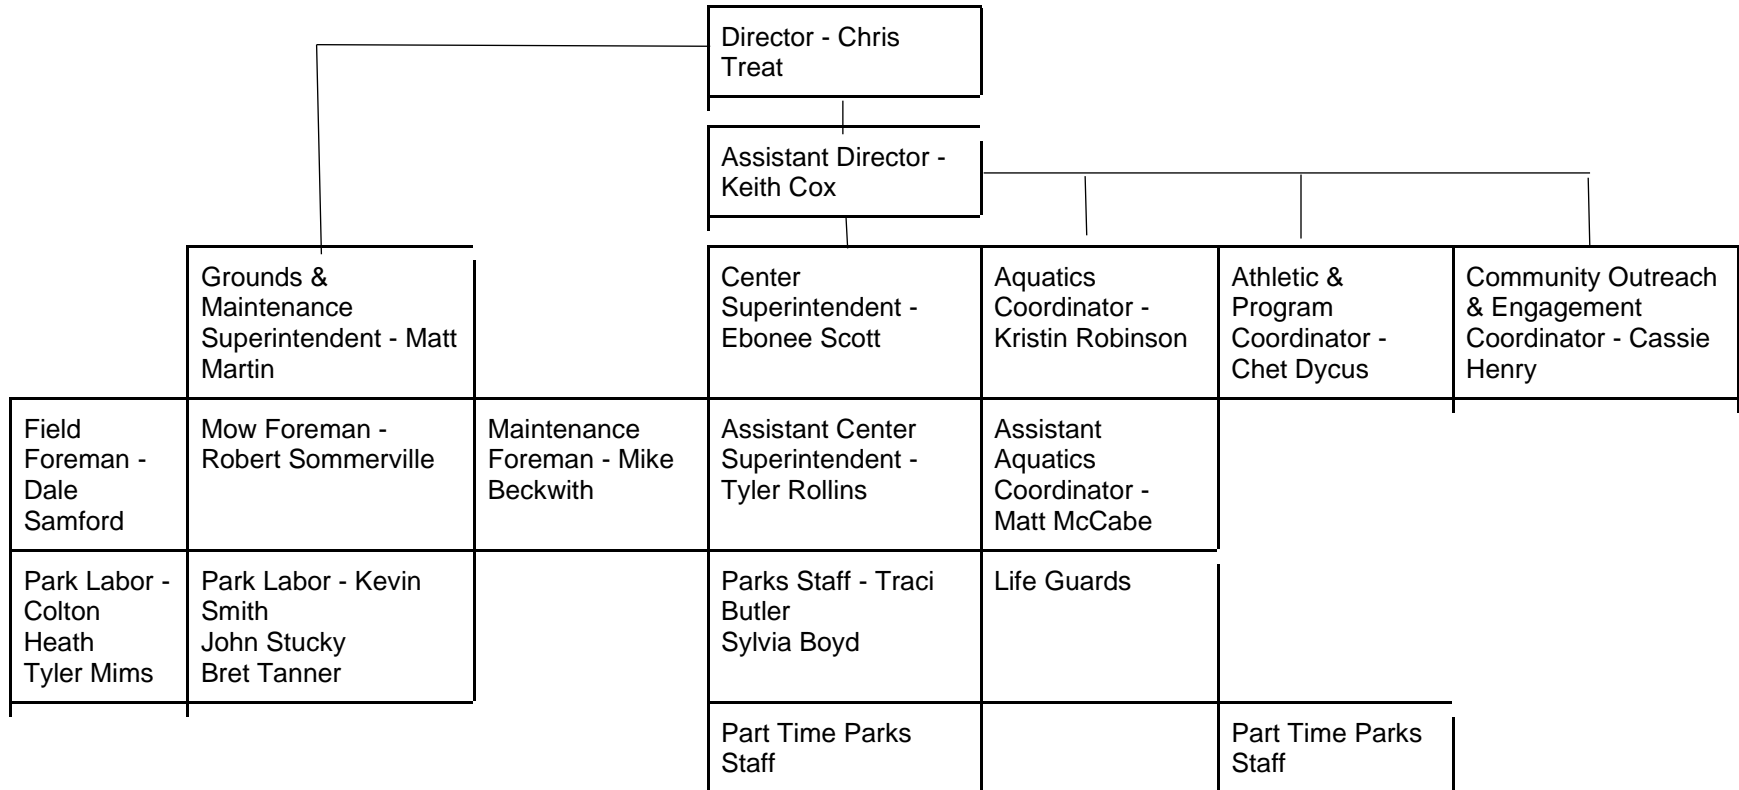 Director - Chris
Treat
Assistant Director -
Keith Cox
Grounds &
Maintenance
Superintendent - Matt
Martin
Center
Superintendent -
Ebonee Scott
Aquatics
Coordinator -
Kristin Robinson
Athletic &
Program
Coordinator -
Chet Dycus
Community Outreach
& Engagement
Coordinator - Cassie
Henry
Field
Foreman -
Dale
Samford
Mow Foreman -
Robert Sommerville
Maintenance
Foreman - Mike
Beckwith
Assistant Center
Superintendent -
Tyler Rollins
Assistant
Aquatics
Coordinator -
Matt McCabe
Park Labor -
Colton
Heath
Tyler Mims
Park Labor - Kevin
Smith
John Stucky
Bret Tanner
Parks Staff - Traci
Butler
Sylvia Boyd
Life Guards
Part Time Parks
Staff
Part Time Parks
Staff